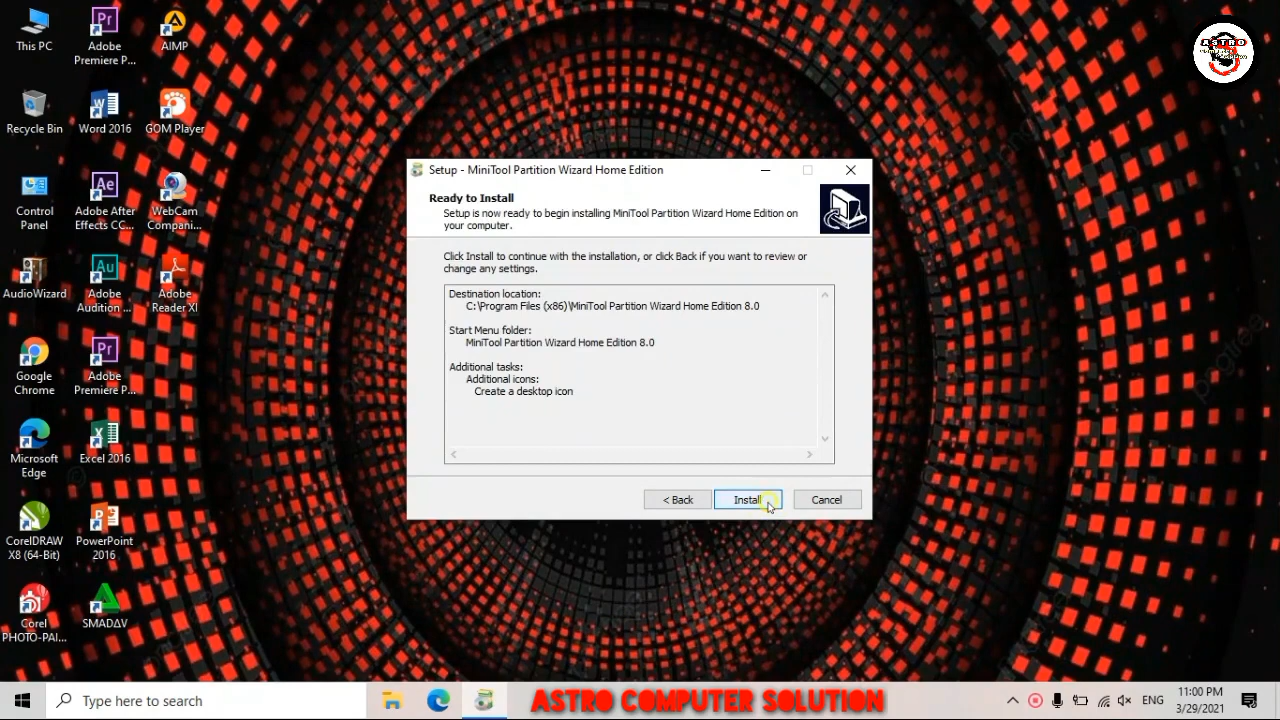 This PC
Adobe
Premiere P...
AIMP
Recycle Bin
Word 2016
GOM Player
Control
Panel
Adobe After
Effects CC...
WebCam
Compani...
AudioWizard
Adobe
Audition ...
Adobe
Reader XI
Google
Chrome
Adobe
Premiere P...
Microsoft
Edge
Excel 2016
CorelDRAW
X8 (64-Bit)
PowerPoint
2016
Corel
PHOTO-PAI...
SMADΔV
ASTRO
Setup - MiniTool Partition Wizard Home Edition
Ready to Install
Setup is now ready to begin installing MiniTool Partition Wizard Home Edition on
your computer.
Click Install to continue with the installation, or click Back if you want to review or
change any settings.
Destination location:
C:\Program Files (x86)\MiniTool Partition Wizard Home Edition 8.0
Start Menu folder:
MiniTool Partition Wizard Home Edition 8.0
Additional tasks:
Additional icons:
Create a desktop icon
< Back
Install
Cancel
Type here to search
ASTRO COMPUTER SOLUTION
ENG
11:00 PM
3/29/2021